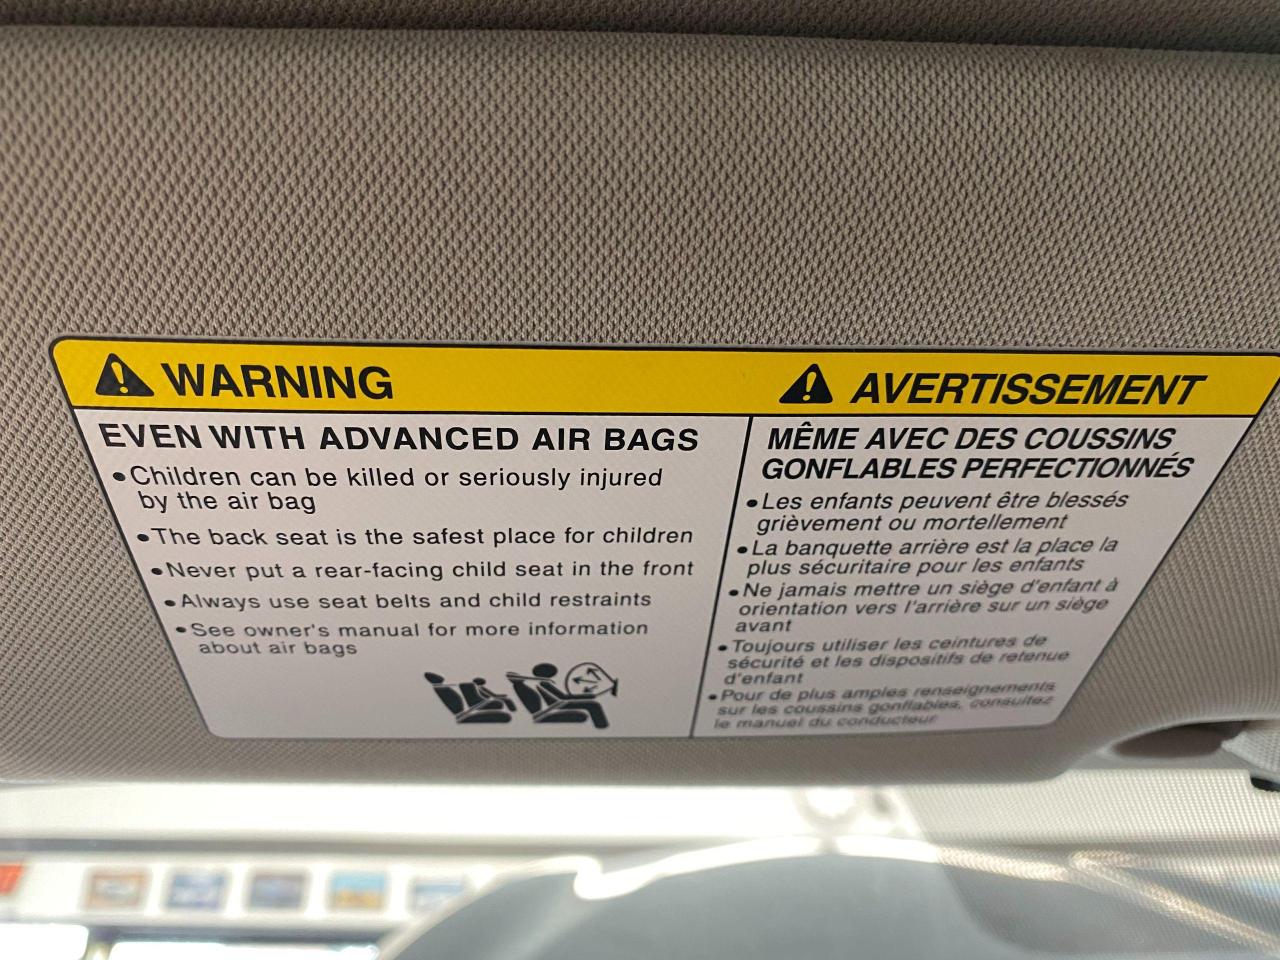 WARNING
EVEN WITH ADVANCED AIR BAGS
•Children can be killed or seriously injured
by the air bag
•The back seat is the safest place for children
•Never put a rear-facing child seat in the front
•Always use seat belts and child restraints
•See owner's manual for more information
about air bags
AVERTISSEMENT
MÊME AVEC DES COUSSINS
GONFLABLES PERFECTIONNÉS
•Les enfants peuvent être blessés
grièvement ou mortellement
•La banquette arrière est la place la
plus sécuritaire pour les enfants
•Ne jamais mettre un siège d'enfant à
orientation vers l'arrière sur un siège
avant
•Toujours utiliser les ceintures de
sécurité et les dispositifs de retenue
d'enfant
•Pour de plus amples renseignements
sur les coussins gonflables, consultez
le manuel du conducteur